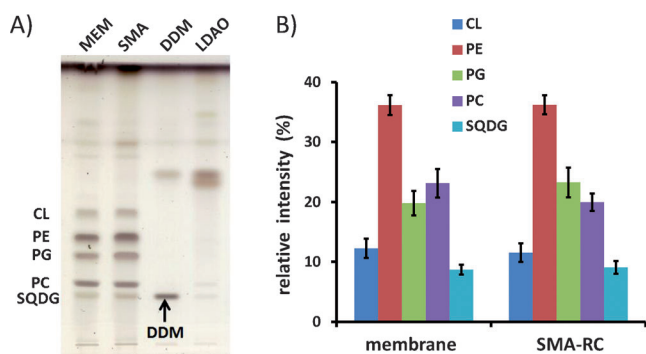 A)
MEM SMA DDM LDAO
CL
PE
PG
PC
SQDG
DDM
B)
CL
PE
PG
PC
SQDG
relative intensity (%)
40
30
20
10
0
membrane SMA-RC